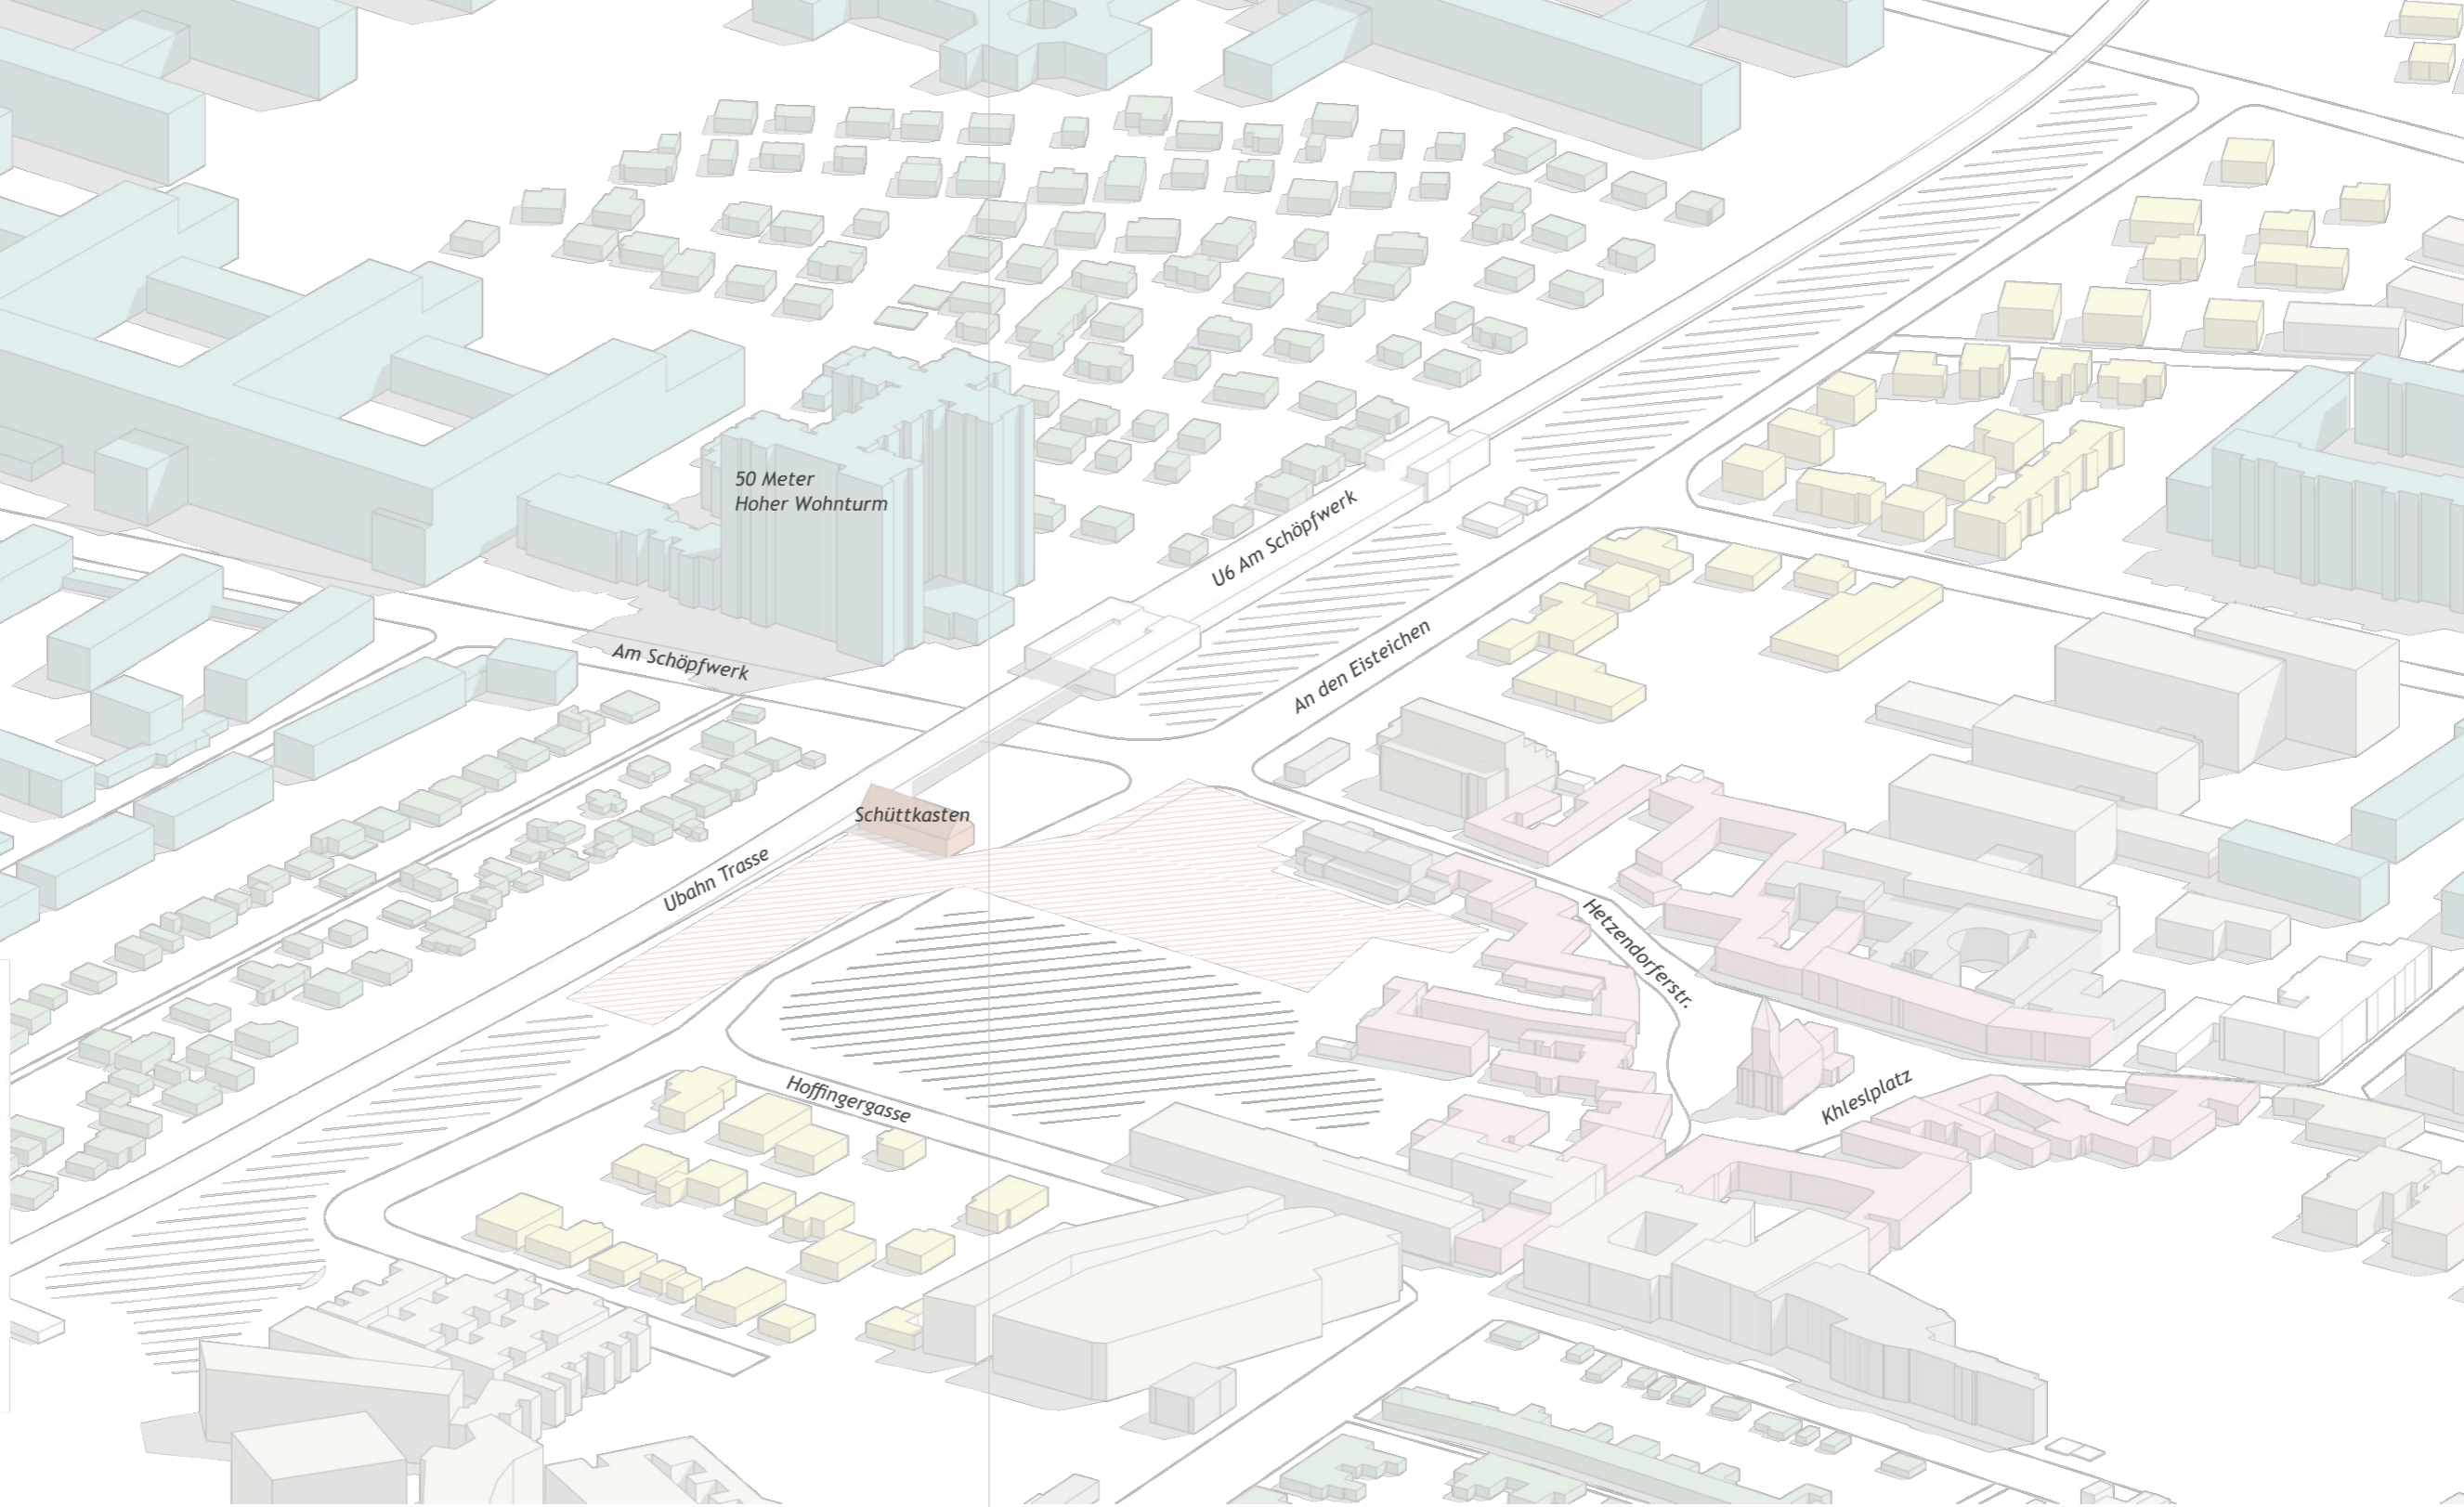 50 Meter
Hoher Wohnturm
U6 Am Schöpfwerk
Am Schöpfwerk
An den Eisteichen
Schüttkasten
Ubahn Trasse
Hetzendorferstr.
Hoffingergasse
Khleslplatz